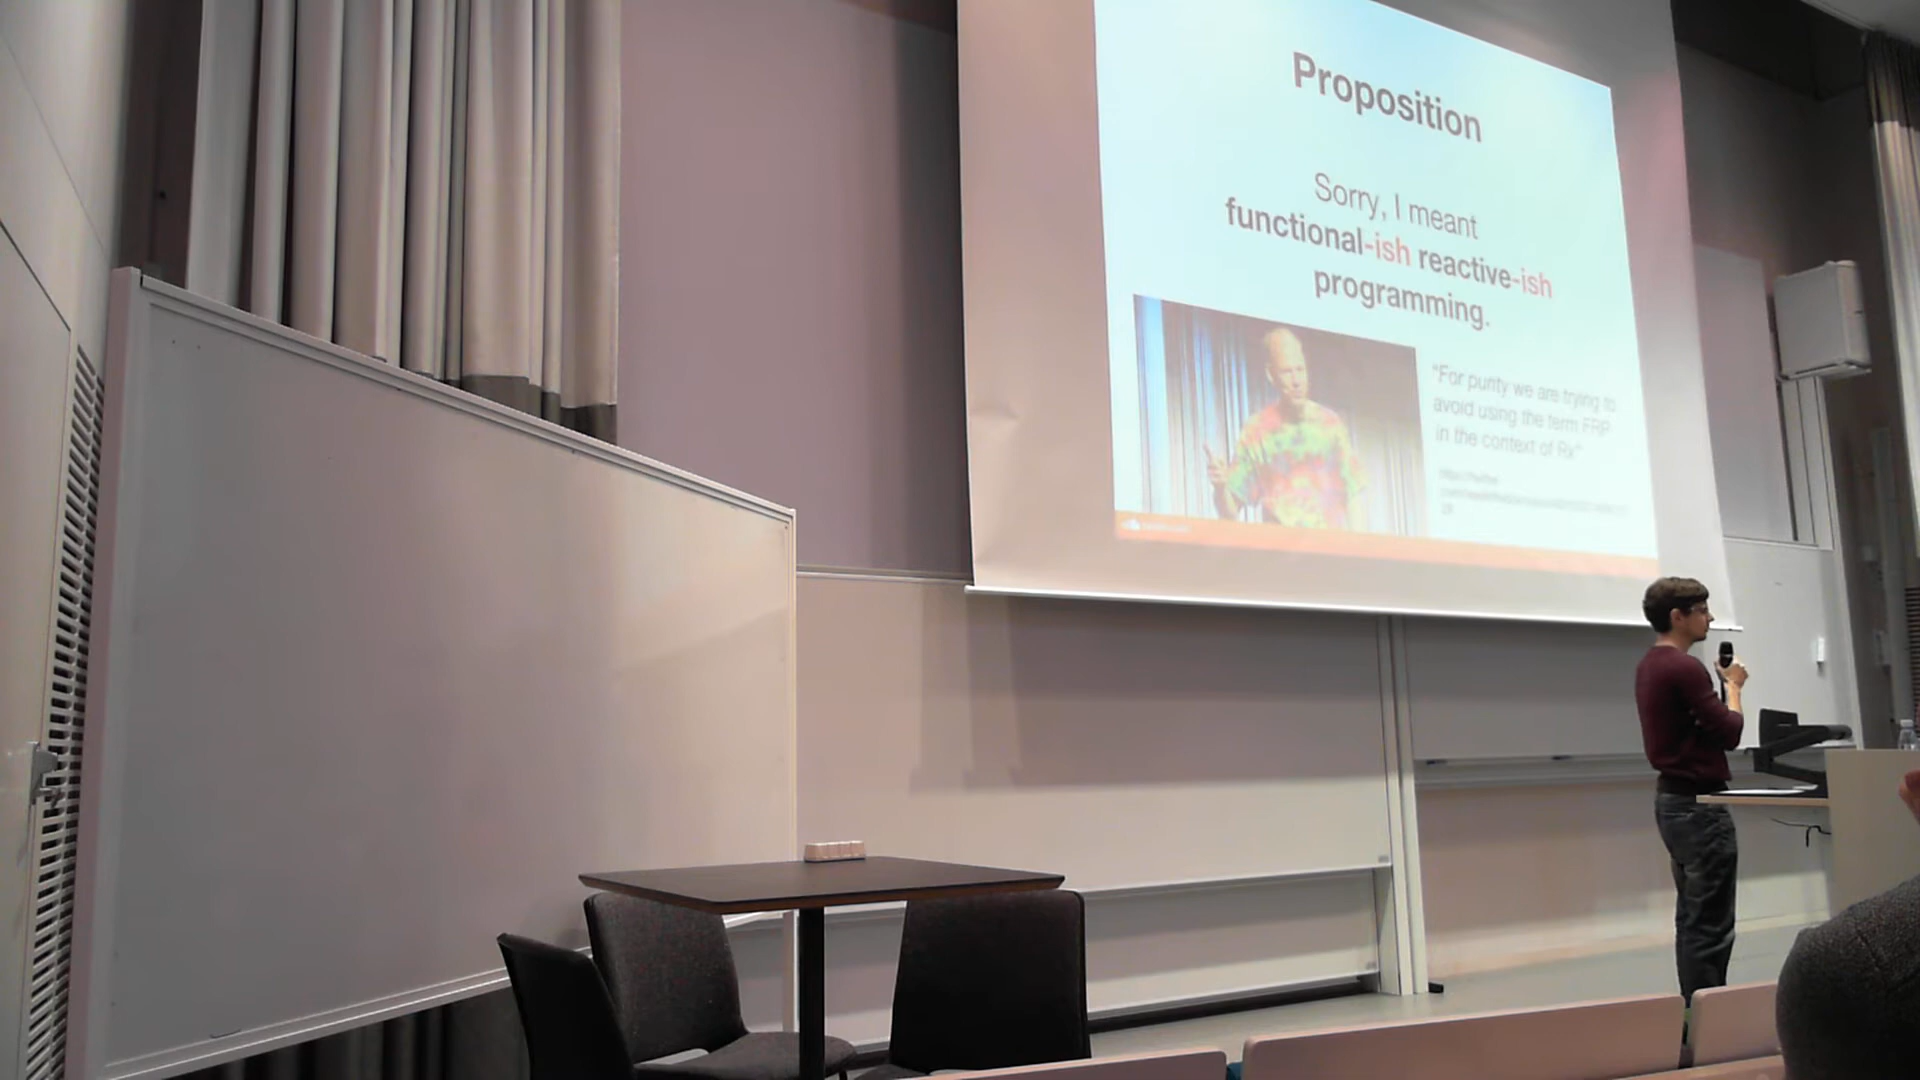 Proposition
Sorry, I meant
functional-ish reactive-ish
programming.
"For purity we are trying to
avoid using the term FRP
in the context of Rx"